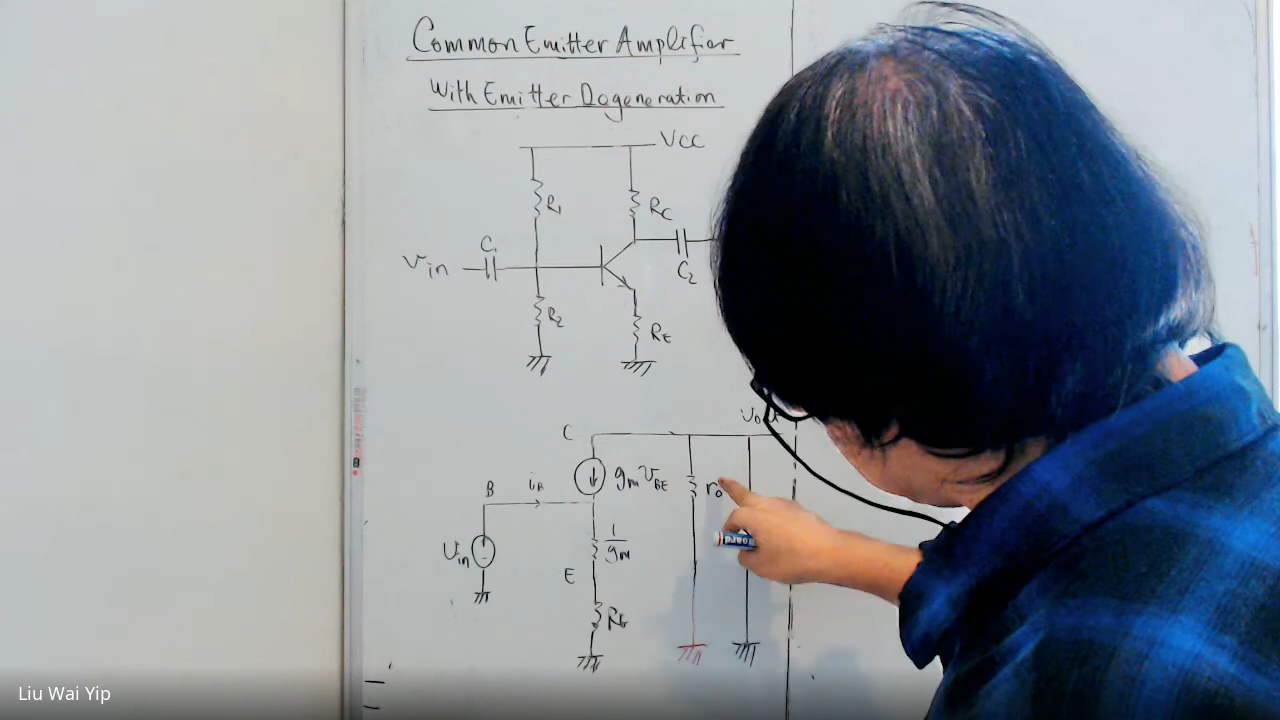 Common Emitter Amplifier
With Emitter Degeneration
VCC
R1
RC
C1
Vin
C2
R2
RE
Vou
C
gm VBE
B
iB
ro
1/gm
Vin
E
RE
Liu Wai Yip